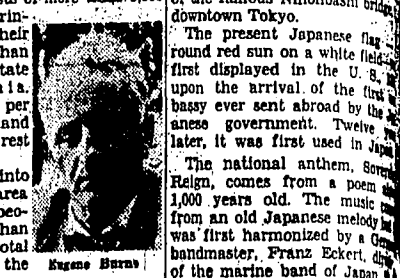 rin-
their
than
tate
per
and
rest
into
area
peo-
than
otal
the
Eugene Burns
downtown Tokyo.
The present Japanese flag
round red sun on a white field
first displayed in the U. S.
upon the arrival of the first
bassy ever sent abroad by the
anese government. Twelve
later, it was first used in Japan
The national anthem,
Reign, comes from a poem
1,000 years old. The music
from an old Japanese melody
was first harmonized by a
bandmaster, Franz Eckert,
of the marine band of Japan